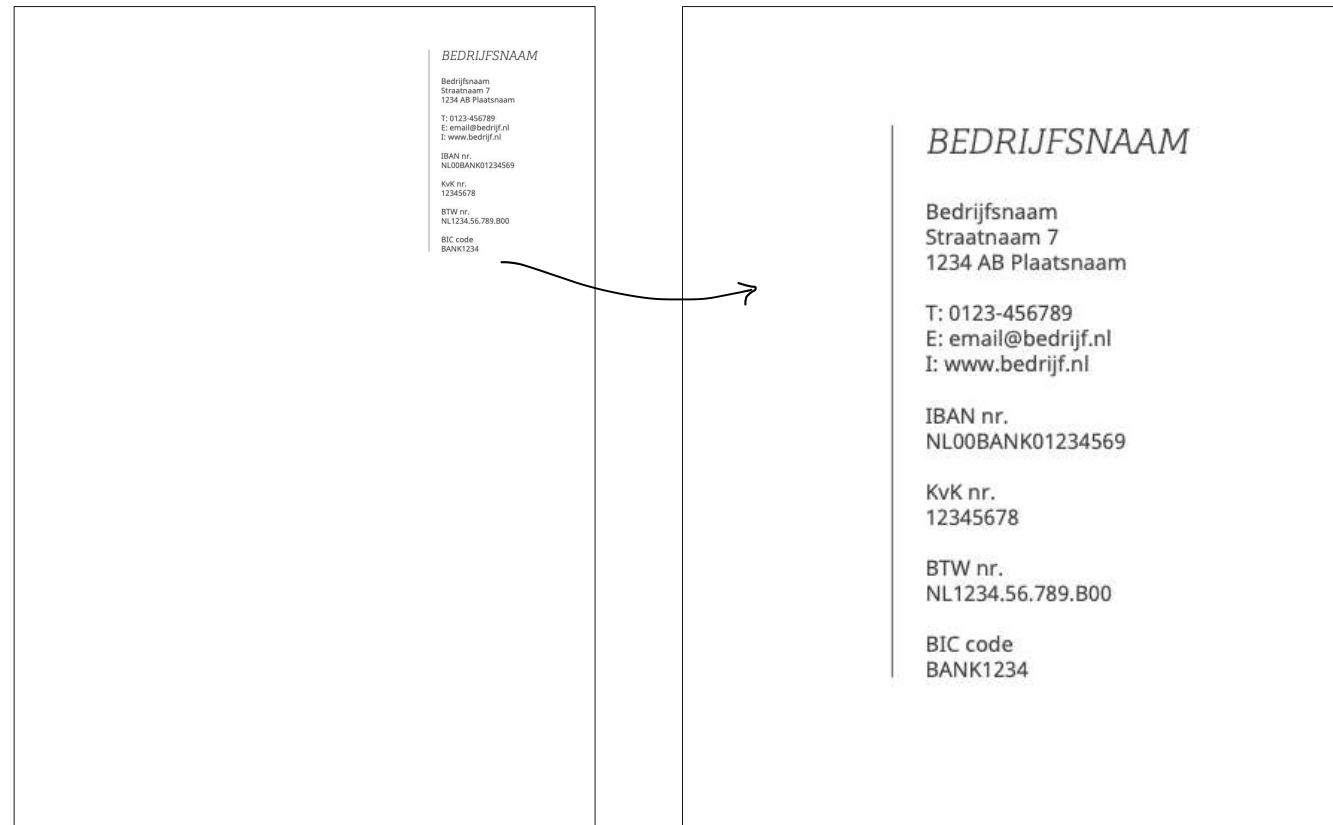 BEDRIJFSNAAM
Bedrijfsnaam
Straatnaam 7
1234 AB Plaatsnaam
T: 0123-456789
E: email@bedrijf.nl
I: www.bedrijf.nl
IBAN nr.
NL00BANK01234569
KvK nr.
12345678
BTW nr.
NL1234.56.789.B00
BIC code
BANK1234
BEDRIJFSNAAM
Bedrijfsnaam
Straatnaam 7
1234 AB Plaatsnaam
T: 0123-456789
E: email@bedrijf.nl
I: www.bedrijf.nl
IBAN nr.
NL00BANK01234569
KvK nr.
12345678
BTW nr.
NL1234.56.789.B00
BIC code
BANK1234